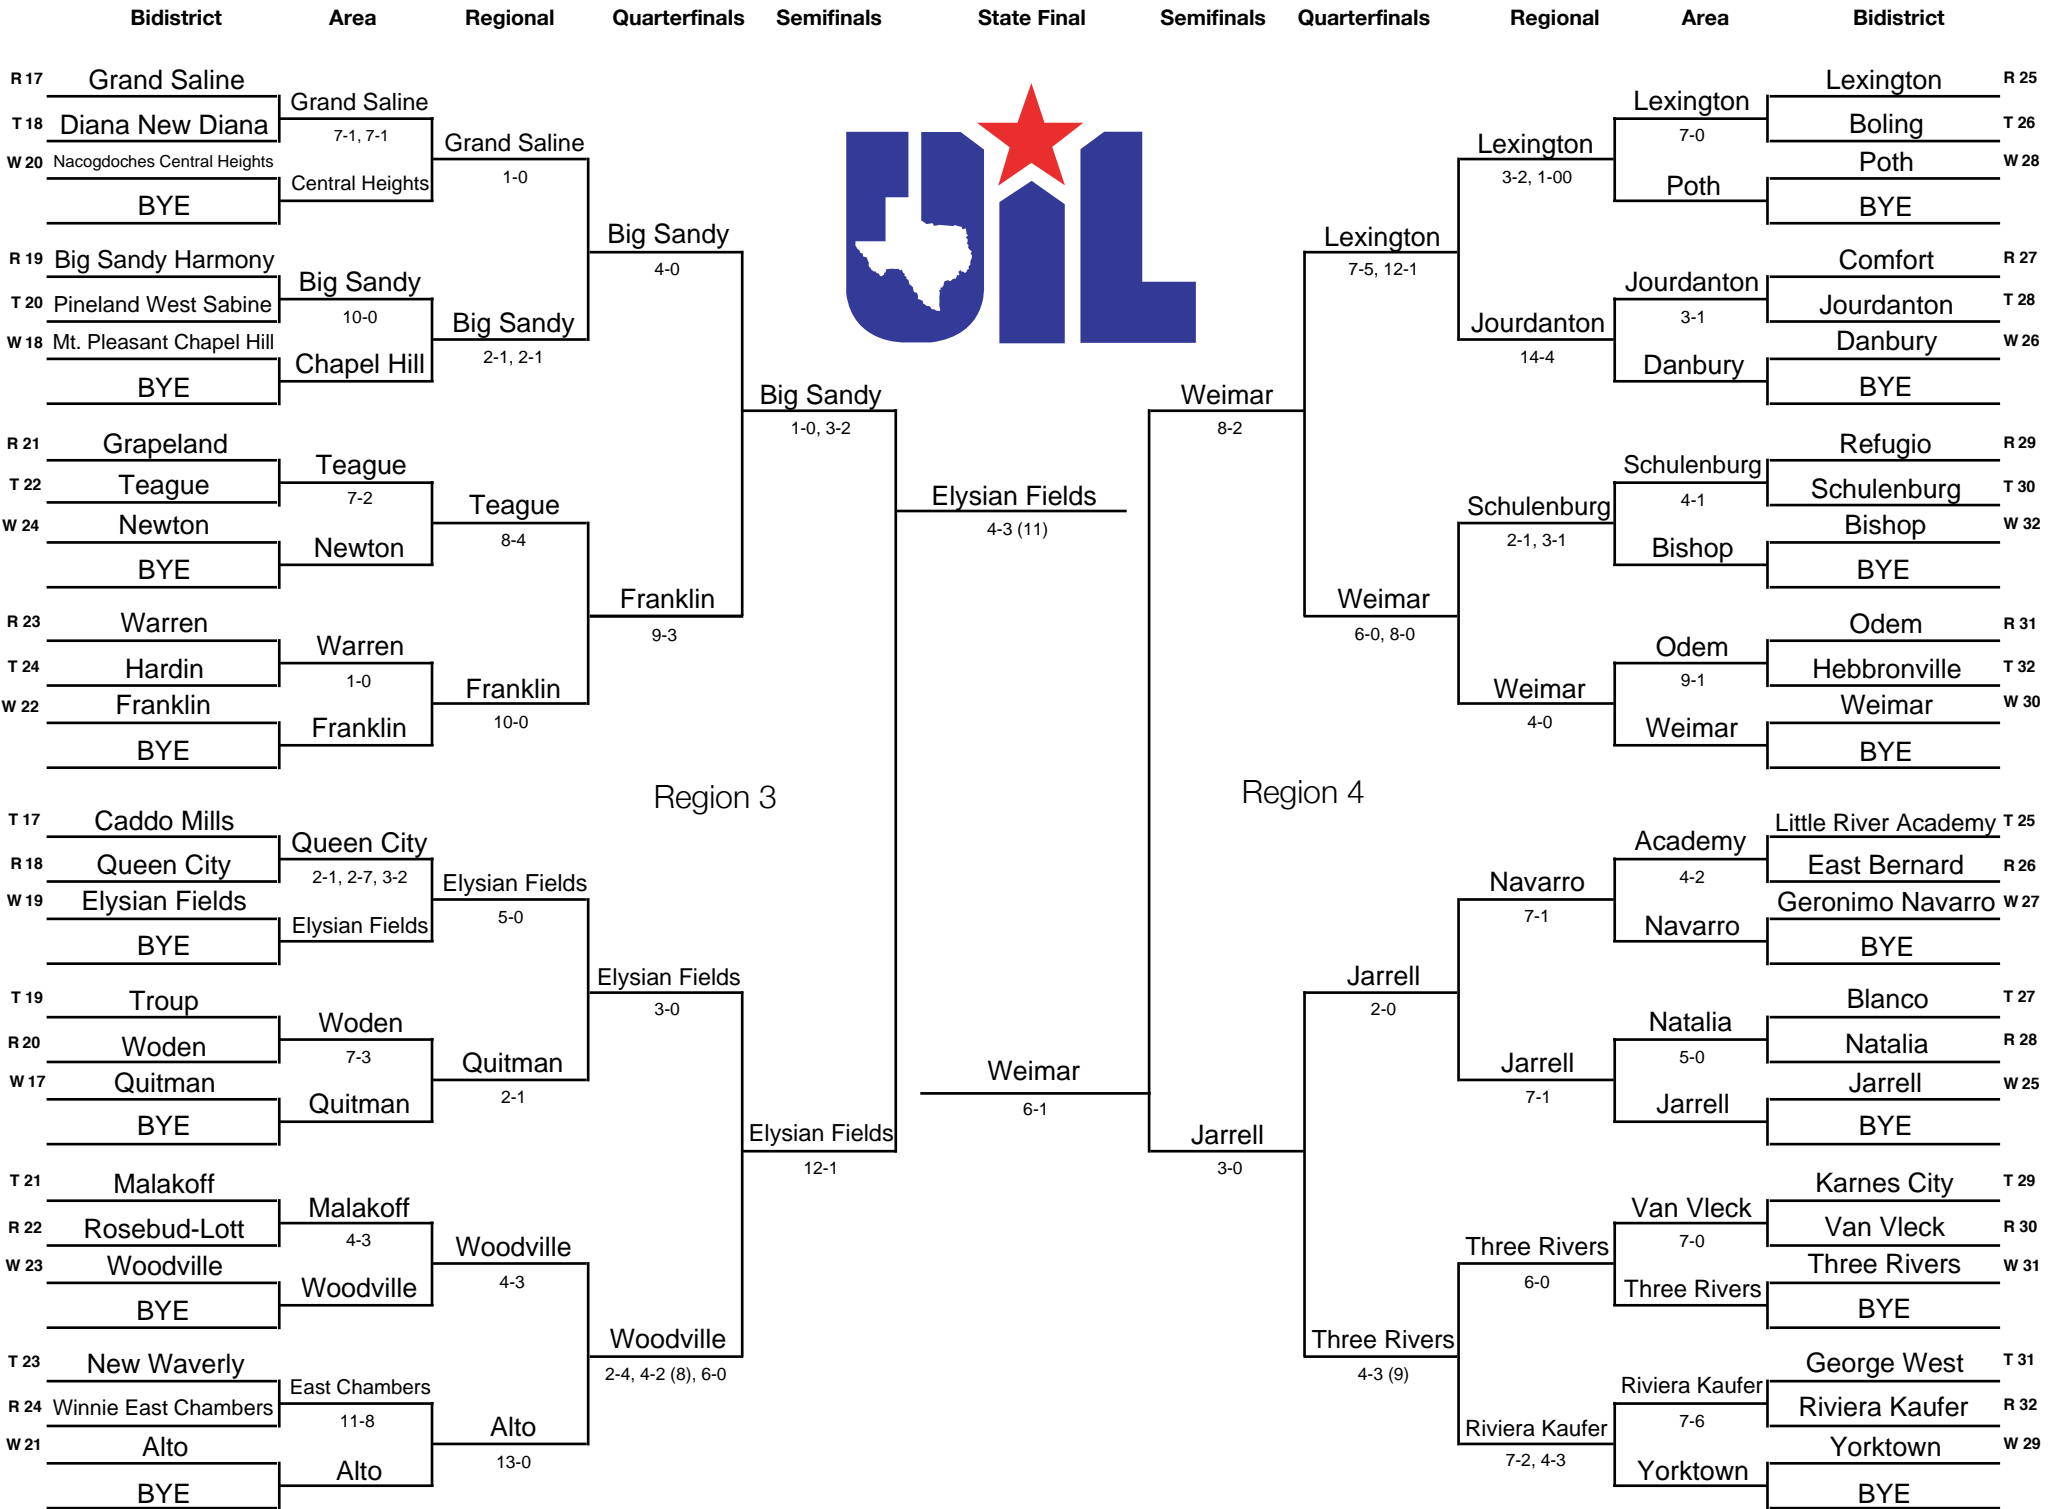 Bidistrict Area Regional Quarterfinals Semifinals State Final Semifinals Quarterfinals Regional Area Bidistrict
R 17 Grand Saline
Grand Saline
T 18 Diana New Diana
7-1, 7-1
Grand Saline
1-0
W 20 Nacogdoches Central Heights
Central Heights
BYE
Big Sandy
4-0
R 19 Big Sandy Harmony
Big Sandy
T 20 Pineland West Sabine
10-0
Big Sandy
2-1, 2-1
W 18 Mt. Pleasant Chapel Hill
Chapel Hill
BYE
Big Sandy
1-0, 3-2
R 21 Grapeland
Teague
T 22 Teague
7-2
Teague
8-4
W 24 Newton
Newton
BYE
Franklin
9-3
R 23 Warren
Warren
T 24 Hardin
1-0
Franklin
10-0
W 22 Franklin
Franklin
BYE
Region 3
T 17 Caddo Mills
Queen City
R 18 Queen City
2-1, 2-7, 3-2
Elysian Fields
5-0
W 19 Elysian Fields
Elysian Fields
BYE
Elysian Fields
3-0
T 19 Troup
Woden
R 20 Woden
7-3
Quitman
2-1
W 17 Quitman
Quitman
BYE
Elysian Fields
12-1
T 21 Malakoff
Malakoff
R 22 Rosebud-Lott
4-3
Woodville
4-3
W 23 Woodville
Woodville
BYE
Woodville
2-4, 4-2 (8), 6-0
T 23 New Waverly
East Chambers
R 24 Winnie East Chambers
11-8
Alto
13-0
W 21 Alto
Alto
BYE
UIL
Elysian Fields
4-3 (11)
Weimar
6-1
Lexington R 25
Lexington
Boling T 26
7-0
Lexington
3-2, 1-00
Poth W 28
Poth
BYE
Lexington
7-5, 12-1
Comfort R 27
Jourdanton
Jourdanton T 28
3-1
Jourdanton
14-4
Danbury W 26
Danbury
BYE
Weimar
8-2
Refugio R 29
Schulenburg
Schulenburg T 30
4-1
Schulenburg
2-1, 3-1
Bishop W 32
Bishop
BYE
Weimar
6-0, 8-0
Odem R 31
Odem
Hebbronville T 32
9-1
Weimar
4-0
Weimar W 30
Weimar
BYE
Region 4
Little River Academy T 25
Academy
East Bernard R 26
4-2
Navarro
7-1
Geronimo Navarro W 27
Navarro
BYE
Jarrell
2-0
Blanco T 27
Natalia
Natalia R 28
5-0
Jarrell
7-1
Jarrell W 25
Jarrell
BYE
Jarrell
3-0
Karnes City T 29
Van Vleck
Van Vleck R 30
7-0
Three Rivers
6-0
Three Rivers W 31
Three Rivers
BYE
Three Rivers
4-3 (9)
George West T 31
Riviera Kaufer
Riviera Kaufer R 32
7-6
Riviera Kaufer
7-2, 4-3
Yorktown W 29
Yorktown
BYE